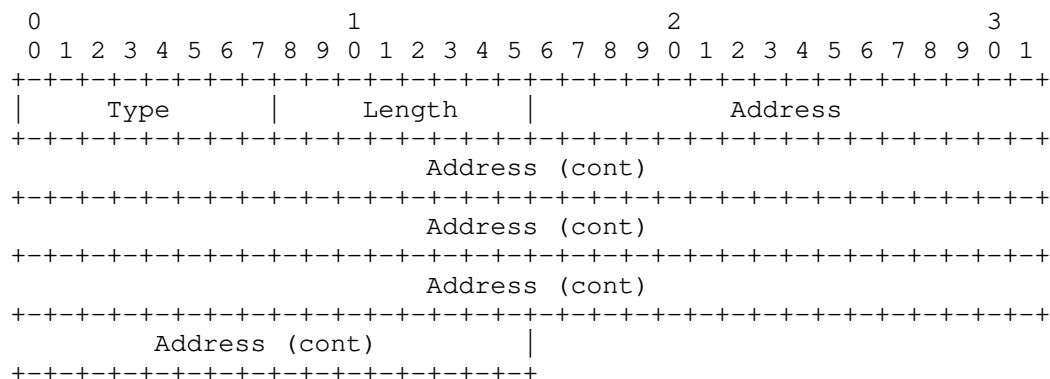 0                   1                   2                   3
 0 1 2 3 4 5 6 7 8 9 0 1 2 3 4 5 6 7 8 9 0 1 2 3 4 5 6 7 8 9 0 1
+-+-+-+-+-+-+-+-+-+-+-+-+-+-+-+-+-+-+-+-+-+-+-+-+-+-+-+-+-+-+-+-+
|     Type      |     Length    |            Address
+-+-+-+-+-+-+-+-+-+-+-+-+-+-+-+-+-+-+-+-+-+-+-+-+-+-+-+-+-+-+-+-+
                         Address (cont)
+-+-+-+-+-+-+-+-+-+-+-+-+-+-+-+-+-+-+-+-+-+-+-+-+-+-+-+-+-+-+-+-+
                         Address (cont)
+-+-+-+-+-+-+-+-+-+-+-+-+-+-+-+-+-+-+-+-+-+-+-+-+-+-+-+-+-+-+-+-+
                         Address (cont)
+-+-+-+-+-+-+-+-+-+-+-+-+-+-+-+-+-+-+-+-+-+-+-+-+-+-+-+-+-+-+-+-+
        Address (cont)          |
+-+-+-+-+-+-+-+-+-+-+-+-+-+-+-+-+